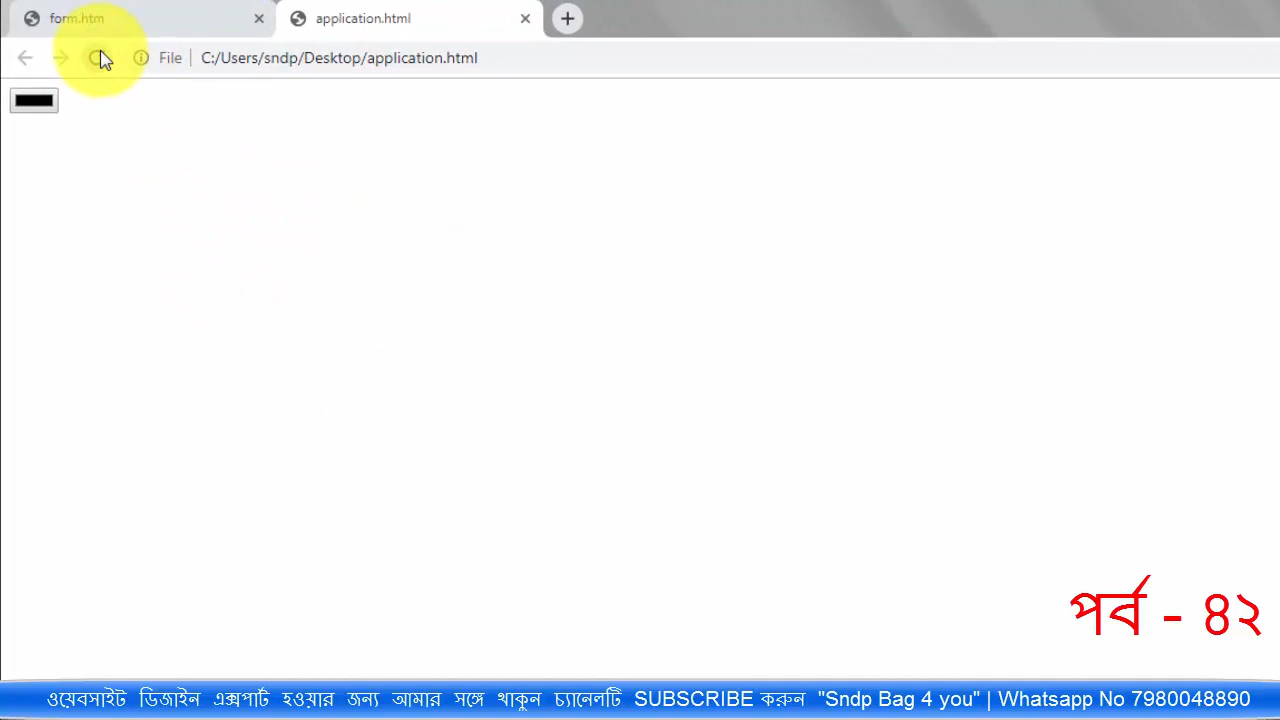 form.htm
application.html
File
C:/Users/sndp/Desktop/application.html
পর্ব - ৪২
ওয়েবসাইট ডিজাইন এক্সপার্ট হওয়ার জন্য আমার সঙ্গে থাকুন চ্যানেলটি SUBSCRIBE করুন "Sndp Bag 4 you" | Whatsapp No 7980048890